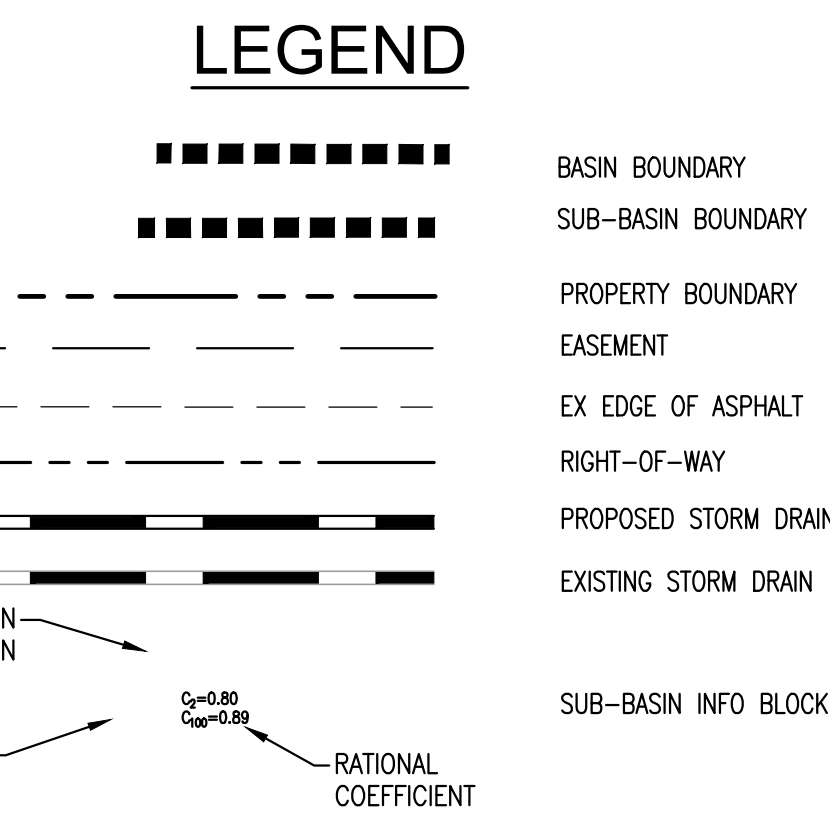 LEGEND
BASIN BOUNDARY
SUB-BASIN BOUNDARY
PROPERTY BOUNDARY
EASEMENT
EX EDGE OF ASPHALT
RIGHT-OF-WAY
PROPOSED STORM DRAIN
EXISTING STORM DRAIN
N
N
C₂=0.80
C₁₀₀=0.89
SUB-BASIN INFO BLOCK
RATIONAL
COEFFICIENT